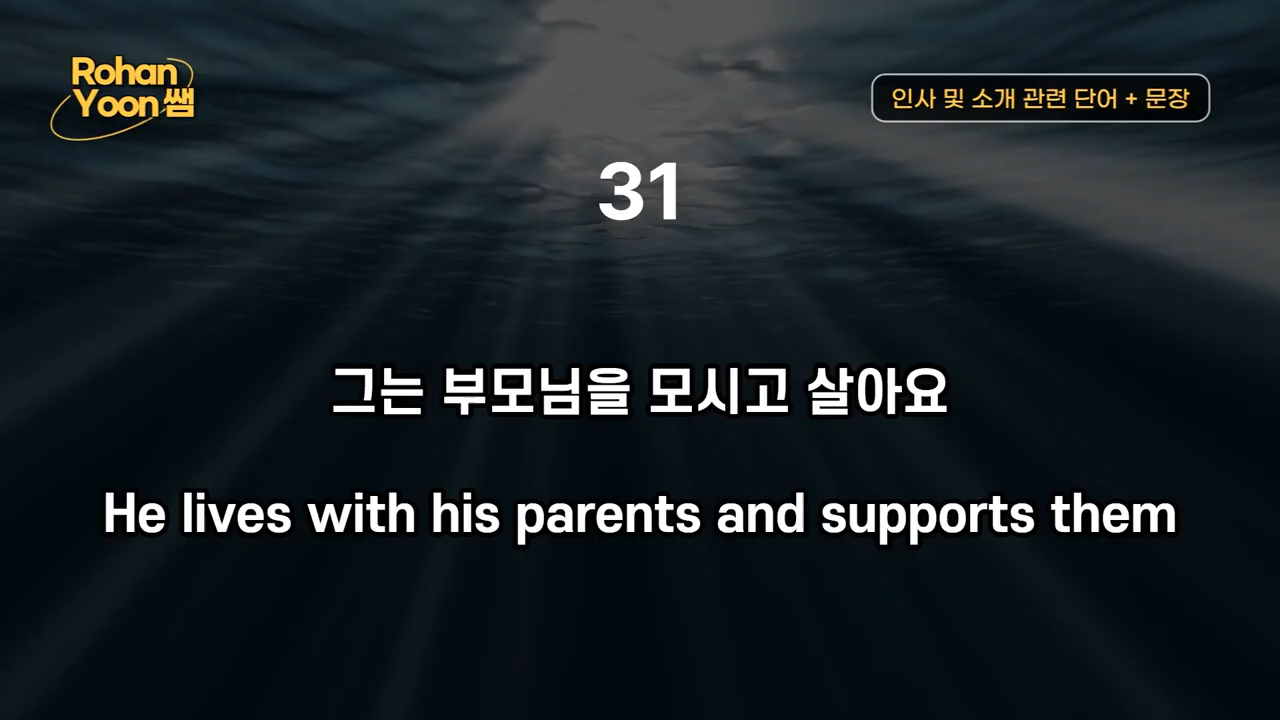 Rohan
Yoon쌤
인사 및 소개 관련 단어 + 문장
31
그는 부모님을 모시고 살아요
He lives with his parents and supports them